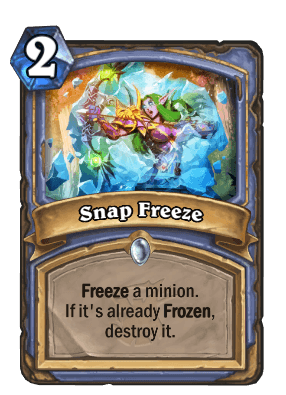 2
Snap Freeze
Freeze a minion.
If it's already Frozen,
destroy it.